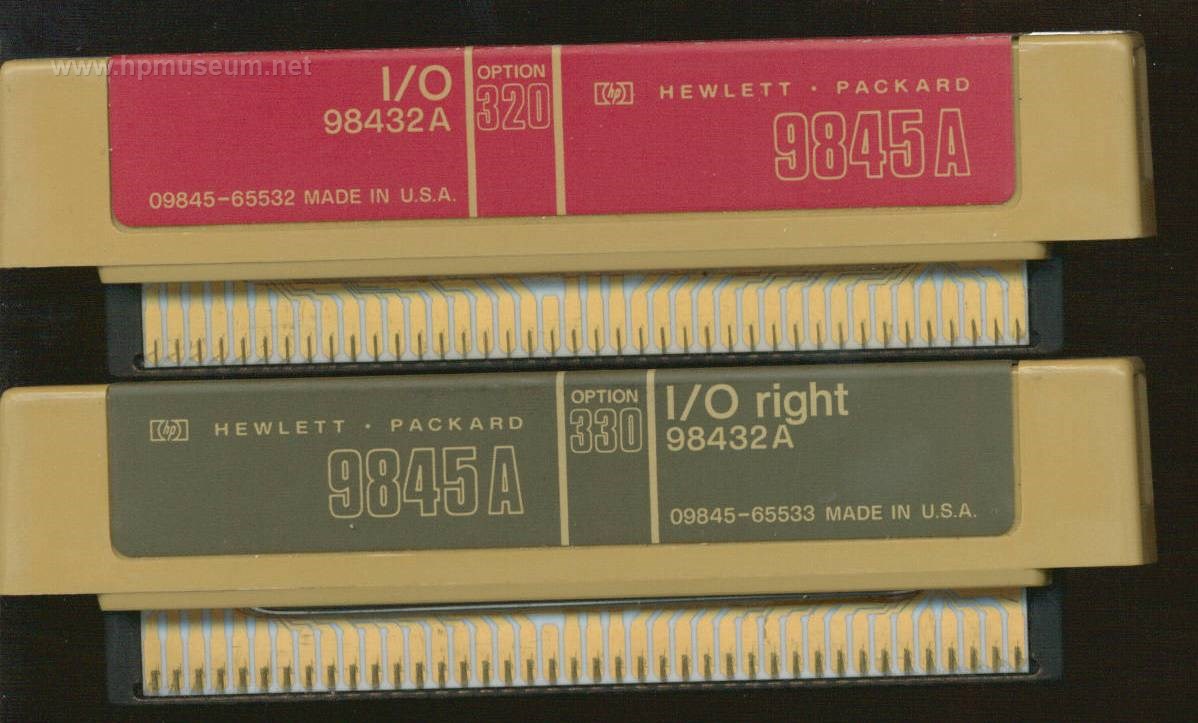 www.hpmuseum.net
I/O
98432A
09845-65532 MADE IN U.S.A.
OPTION
320
hp HEWLETT · PACKARD
9845A
hp HEWLETT · PACKARD
9845A
OPTION
330
I/O right
98432A
09845-65533 MADE IN U.S.A.